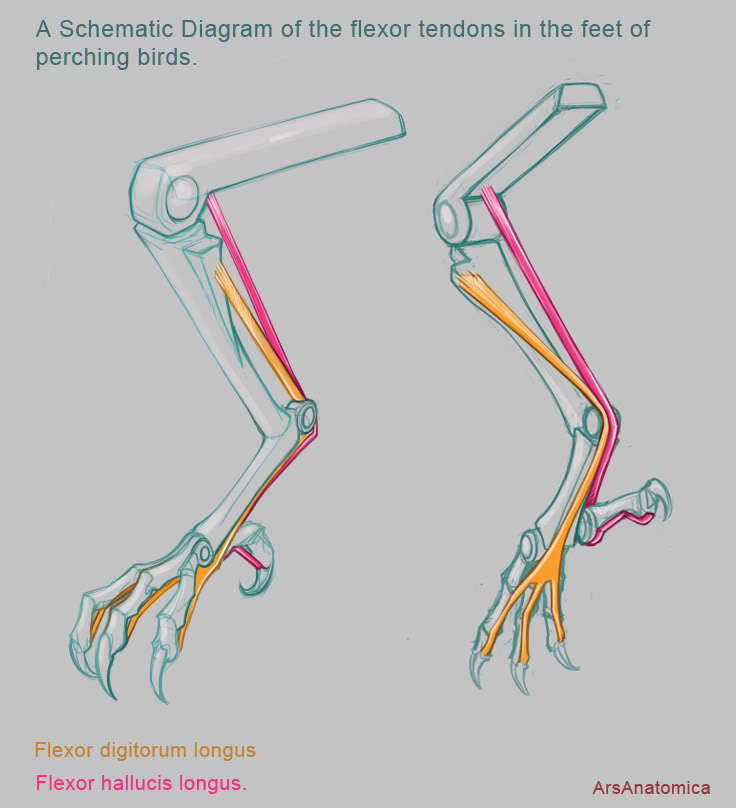 A Schematic Diagram of the flexor tendons in the feet of
perching birds.
Flexor digitorum longus
Flexor hallucis longus.
ArsAnatomica